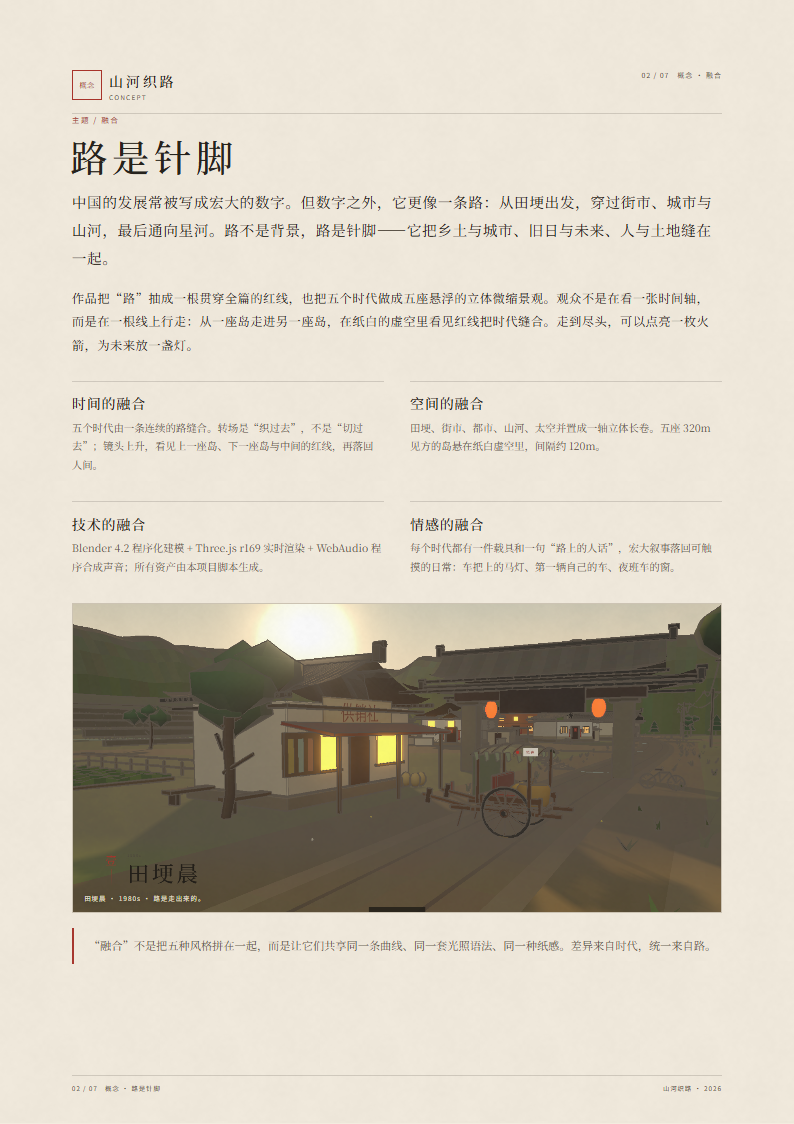 概念
山河织路
CONCEPT
02 / 07 概念 · 融合
主题 / 融合
路是针脚
中国的发展常被写成宏大的数字。但数字之外，它更像一条路：从田埂出发，穿过街市、城市与
山河，最后通向星河。路不是背景，路是针脚——它把乡土与城市、旧日与未来、人与土地缝在
一起。
作品把“路”抽成一根贯穿全篇的红线，也把五个时代做成五座悬浮的立体微缩景观。观众不是在看一张时间轴，
而是在一根线上行走：从一座岛走进另一座岛，在纸白的虚空里看见红线把时代缝合。走到尽头，可以点亮一枚火
箭，为未来放一盏灯。
时间的融合
五个时代由一条连续的路缝合。转场是“织过去”，不是“切过
去”；镜头上升，看见上一座岛、下一座岛与中间的红线，再落回
人间。
空间的融合
田埂、街市、都市、山河、太空并置成一轴立体长卷。五座 320m
见方的岛悬在纸白虚空里，间隔约 120m。
技术的融合
Blender 4.2 程序化建模 + Three.js r169 实时渲染 + WebAudio 程
序合成声音；所有资产由本项目脚本生成。
情感的融合
每个时代都有一件载具和一句“路上的人话”，宏大叙事落回可触
摸的日常：车把上的马灯、第一辆自己的车、夜班车的窗。
供销社
田埂晨
田埂晨 · 1980s · 路是走出来的。
“融合”不是把五种风格拼在一起，而是让它们共享同一条曲线、同一套光照语法、同一种纸感。差异来自时代，统一来自路。
02 / 07 概念 · 路是针脚
山河织路 · 2026